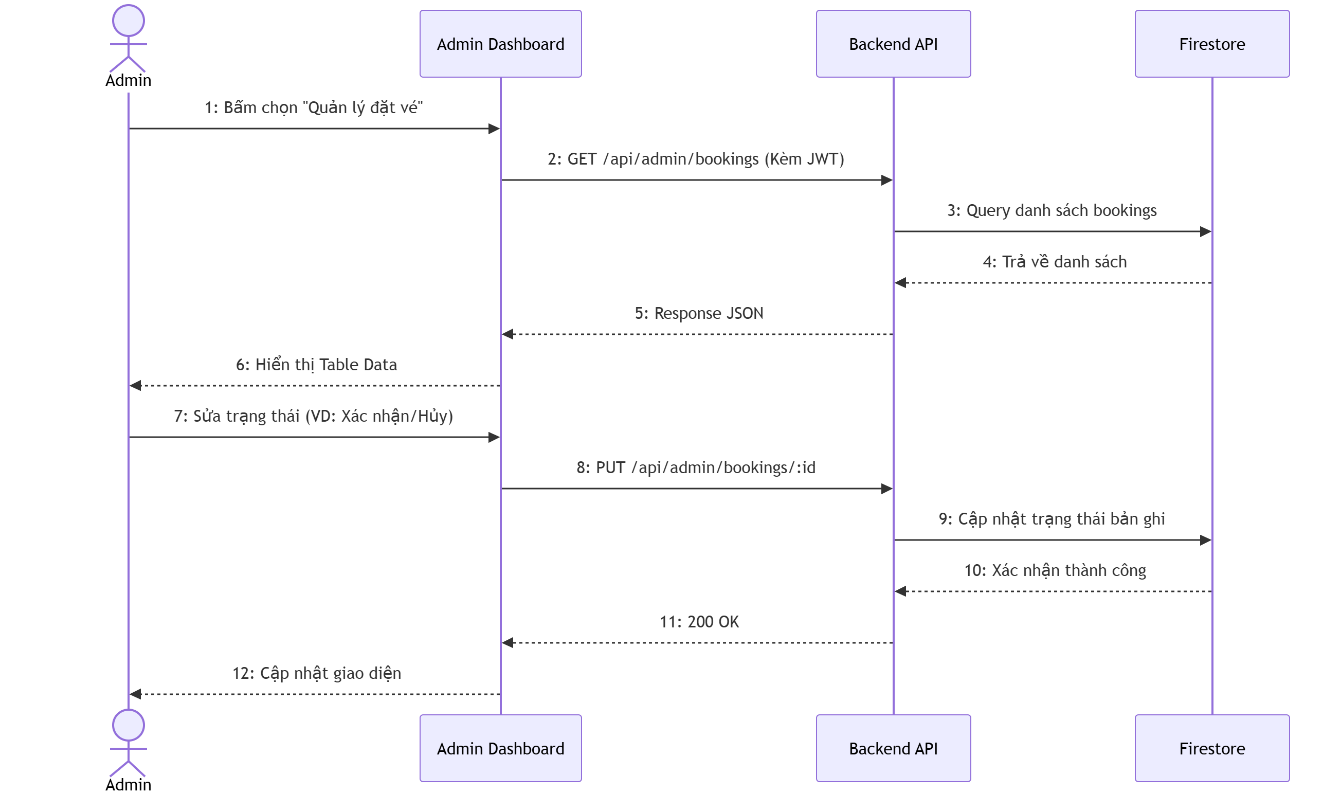 Admin
Admin Dashboard
Backend API
Firestore
1: Bấm chọn "Quản lý đặt vé"
2: GET /api/admin/bookings (Kèm JWT)
3: Query danh sách bookings
4: Trả về danh sách
5: Response JSON
6: Hiển thị Table Data
7: Sửa trạng thái (VD: Xác nhận/Hủy)
8: PUT /api/admin/bookings/:id
9: Cập nhật trạng thái bản ghi
10: Xác nhận thành công
11: 200 OK
12: Cập nhật giao diện
Admin
Admin Dashboard
Backend API
Firestore